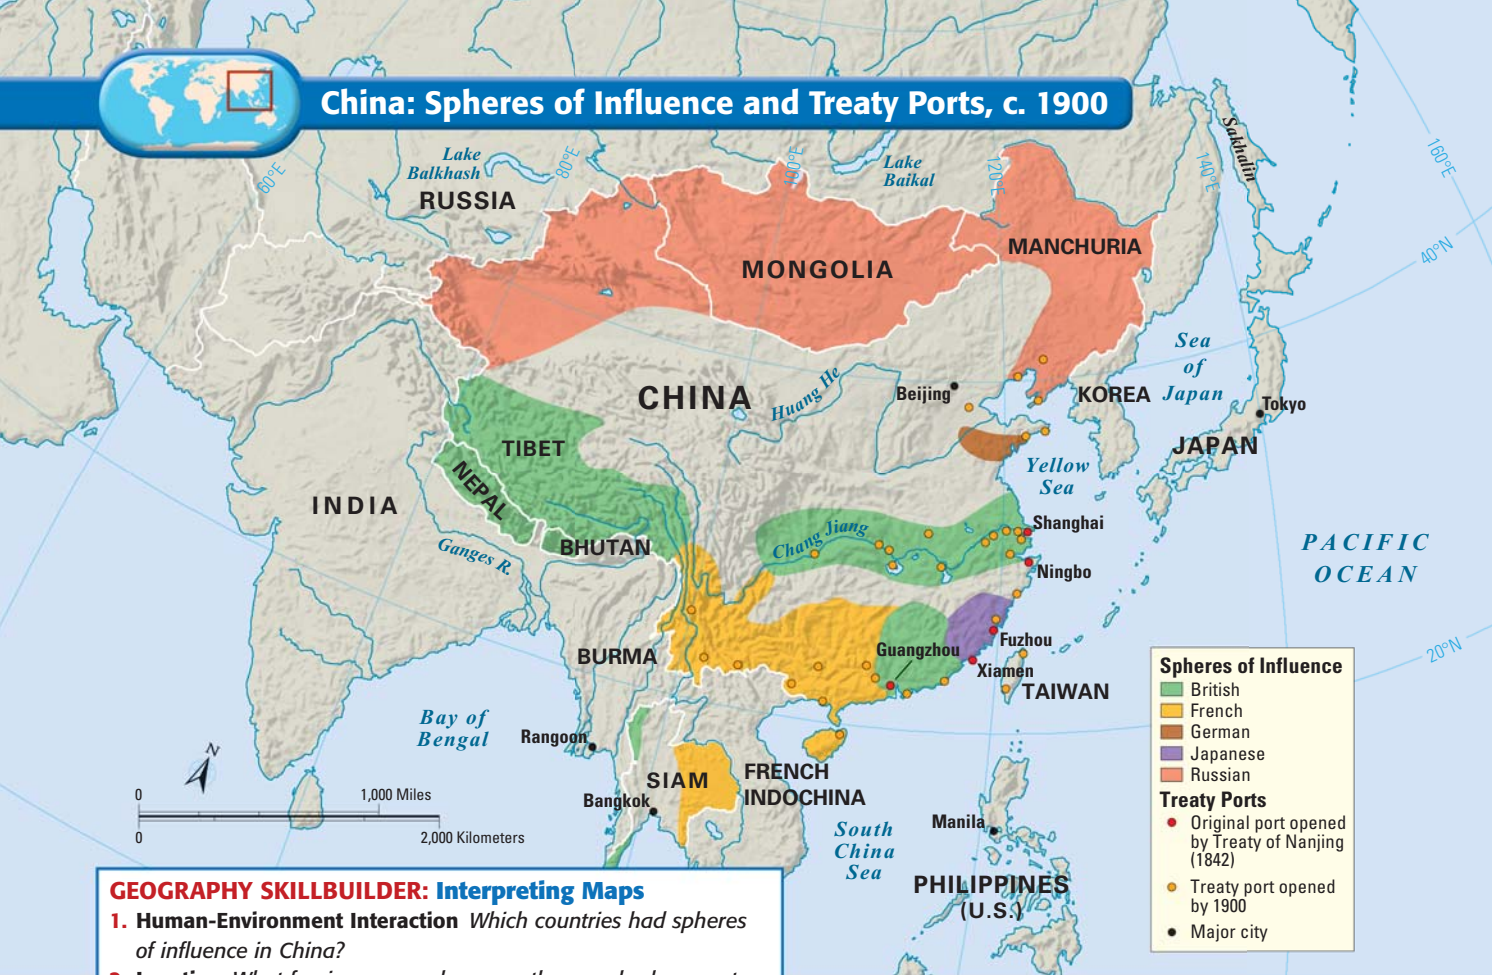 China: Spheres of Influence and Treaty Ports, c. 1900
60°E
80°E
100°E
120°E
140°E
160°E
40°N
20°N
Lake
Balkhash
RUSSIA
Lake
Baikal
Sakhalin
MONGOLIA
MANCHURIA
CHINA
Huang He
Beijing
KOREA
Sea
of
Japan
Tokyo
JAPAN
TIBET
NEPAL
INDIA
Yellow
Sea
Ganges R.
BHUTAN
Chang Jiang
Shanghai
Ningbo
PACIFIC
OCEAN
BURMA
Guangzhou
Fuzhou
Xiamen
TAIWAN
Bay of
Bengal
Rangoon
SIAM
Bangkok
FRENCH
INDOCHINA
South
China
Sea
Manila
PHILIPPINES
(U.S.)
N
0
1,000 Miles
0
2,000 Kilometers
Spheres of Influence
British
French
German
Japanese
Russian
Treaty Ports
Original port opened
by Treaty of Nanjing
(1842)
Treaty port opened
by 1900
Major city
GEOGRAPHY SKILLBUILDER: Interpreting Maps
1. Human-Environment Interaction Which countries had spheres
of influence in China?